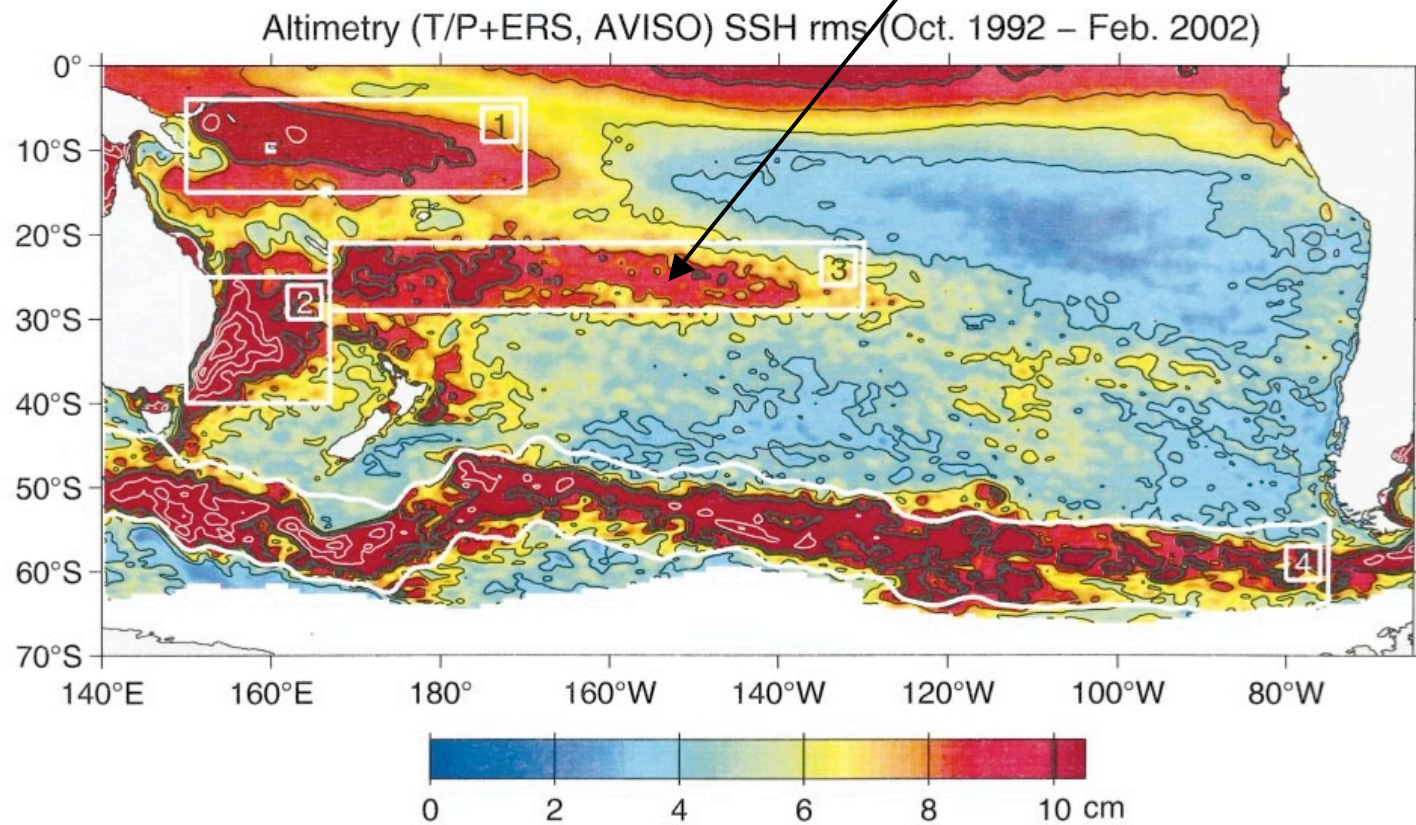 Altimetry (T/P+ERS, AVISO) SSH rms (Oct. 1992 – Feb. 2002)
0°
10°S
20°S
30°S
40°S
50°S
60°S
70°S
1
2
3
4
140°E 160°E 180° 160°W 140°W 120°W 100°W 80°W
0 2 4 6 8 10 cm